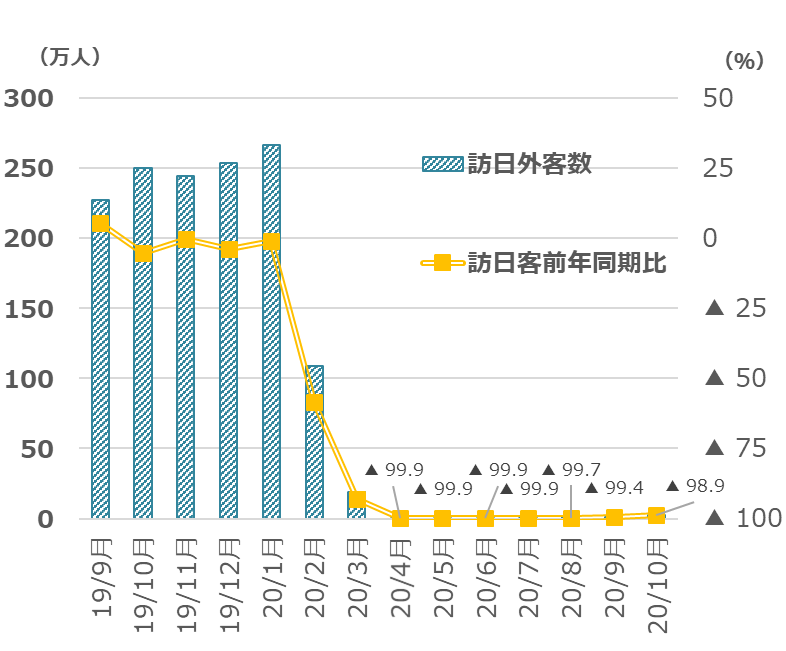 （万人）
（%）
300
250
200
150
100
50
0
50
25
0
▲ 25
▲ 50
▲ 75
▲ 100
訪日外客数
訪日客前年同期比
▲ 99.9
▲ 99.9
▲ 99.9
▲ 99.9
▲ 99.7
▲ 99.4
▲ 98.9
19/9月
19/10月
19/11月
19/12月
20/1月
20/2月
20/3月
20/4月
20/5月
20/6月
20/7月
20/8月
20/9月
20/10月